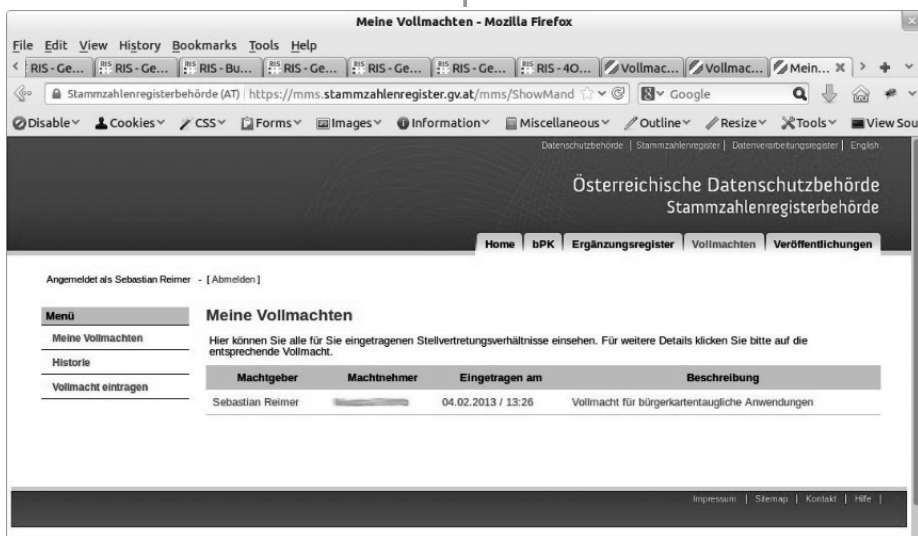 Meine Vollmachten - Mozilla Firefox
File Edit View History Bookmarks Tools Help
RIS - Ge... RIS - Ge... RIS - Bu... RIS - Ge... RIS - Ge... RIS - Ge... RIS - 40... Vollmac... Vollmac... Mein...
Stammzahlenregisterbehörde (AT) https://mms.stammzahlenregister.gv.at/mms/ShowMand Google
Disable Cookies CSS Forms Images Information Miscellaneous Outline Resize Tools View Sou
Datenschutzbehörde | Stammzahlenregister | Datenverarbeitungsregister | English
Österreichische Datenschutzbehörde
Stammzahlenregisterbehörde
Home bPK Ergänzungsregister Vollmachten Veröffentlichungen
Angemeldet als Sebastian Reimer - [ Abmelden ]
Menü
Meine Vollmachten
Historie
Vollmacht eintragen
Meine Vollmachten
Hier können Sie alle für Sie eingetragenen Stellvertretungsverhältnisse einsehen. Für weitere Details klicken Sie bitte auf die
entsprechende Vollmacht.
Machtgeber Machtnehmer Eingetragen am Beschreibung
Sebastian Reimer 04.02.2013 / 13:26 Vollmacht für bürgerkartentaugliche Anwendungen
Impressum | Sitemap | Kontakt | Hilfe |